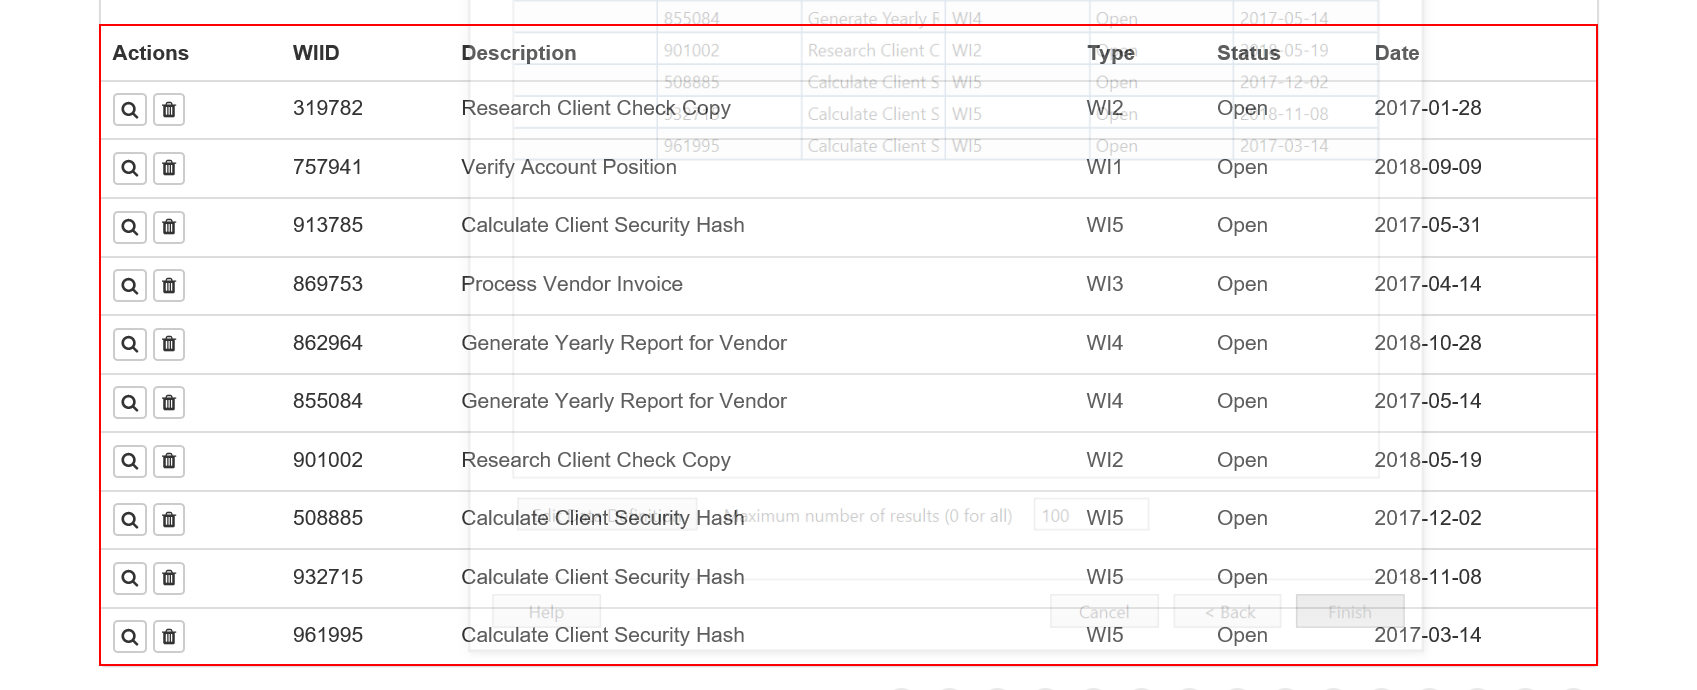 855084 Generate Yearly R WI4 Open 2017-05-14
Actions WIID Description Type Status Date
901002 Research Client C WI2 Open 2018-05-19
508885 Calculate Client S WI5 Open 2017-12-02
319782 Research Client Check Copy WI2 Open 2017-01-28
932715 Calculate Client S WI5 Open 2018-11-08
961995 Calculate Client S WI5 Open 2017-03-14
757941 Verify Account Position WI1 Open 2018-09-09
913785 Calculate Client Security Hash WI5 Open 2017-05-31
869753 Process Vendor Invoice WI3 Open 2017-04-14
862964 Generate Yearly Report for Vendor WI4 Open 2018-10-28
855084 Generate Yearly Report for Vendor WI4 Open 2017-05-14
901002 Research Client Check Copy WI2 Open 2018-05-19
Edit Data Definition Maximum number of results (0 for all) 100
508885 Calculate Client Security Hash WI5 Open 2017-12-02
932715 Calculate Client Security Hash WI5 Open 2018-11-08
Help Cancel < Back Finish
961995 Calculate Client Security Hash WI5 Open 2017-03-14